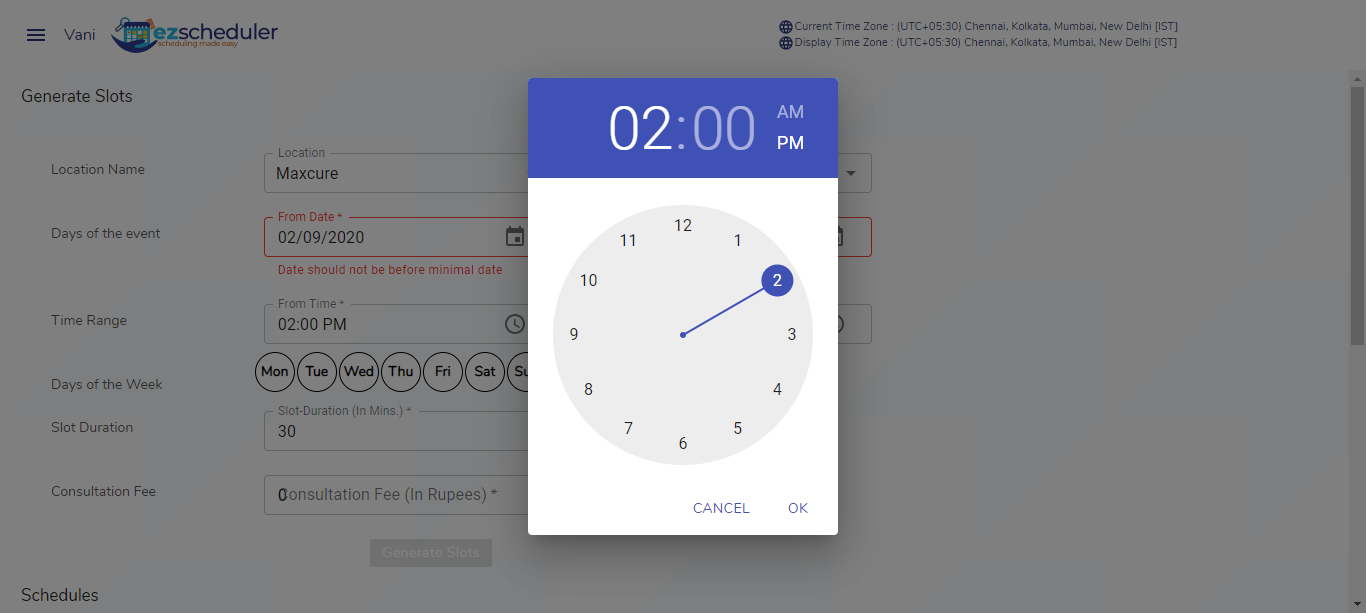 Vani
ezscheduler
scheduling made easy
Current Time Zone : (UTC+05:30) Chennai, Kolkata, Mumbai, New Delhi [IST]
Display Time Zone : (UTC+05:30) Chennai, Kolkata, Mumbai, New Delhi [IST]
Generate Slots
02:00
AM
PM
Location Name
Location
Maxcure
Days of the event
From Date *
02/09/2020
Date should not be before minimal date
Time Range
From Time *
02:00 PM
Days of the Week
Mon Tue Wed Thu Fri Sat Su
Slot Duration
Slot-Duration (In Mins.) *
30
Consultation Fee
0
Consultation Fee (In Rupees) *
Generate Slots
12
11 1
10 2
9 3
8 4
7 5
6
CANCEL OK
Schedules